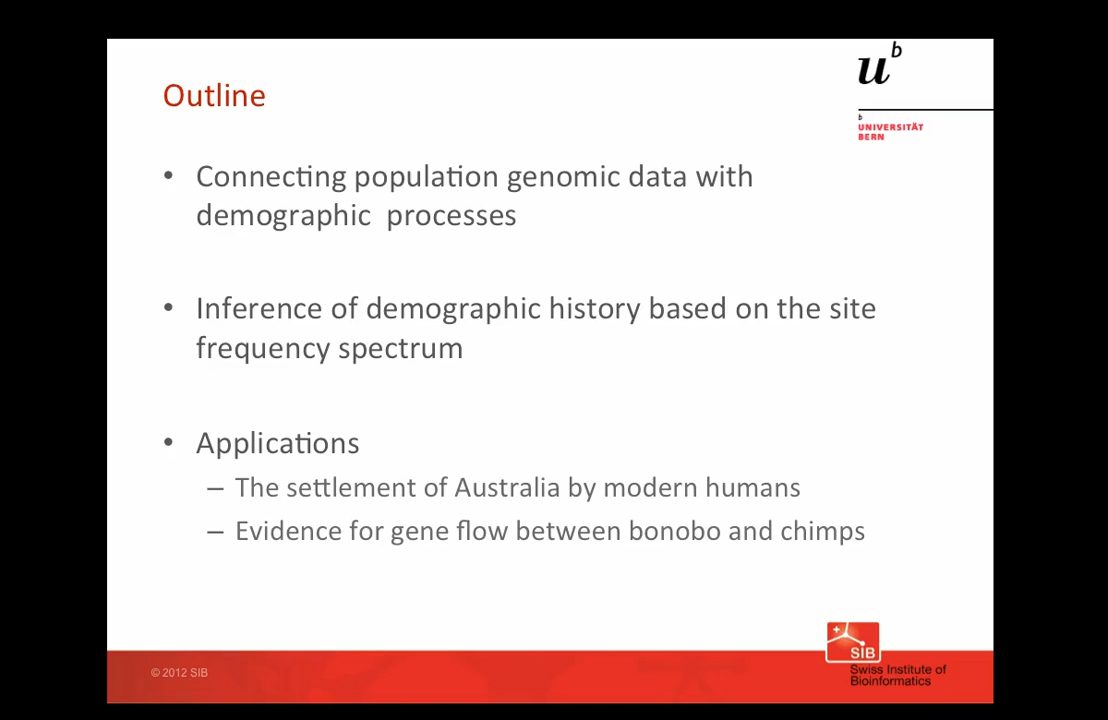 u b
Outline
b
UNIVERSITÄT
BERN
• Connecting population genomic data with
demographic processes
• Inference of demographic history based on the site
frequency spectrum
• Applications
– The settlement of Australia by modern humans
– Evidence for gene flow between bonobo and chimps
SIB
© 2012 SIB
Swiss Institute of
Bioinformatics